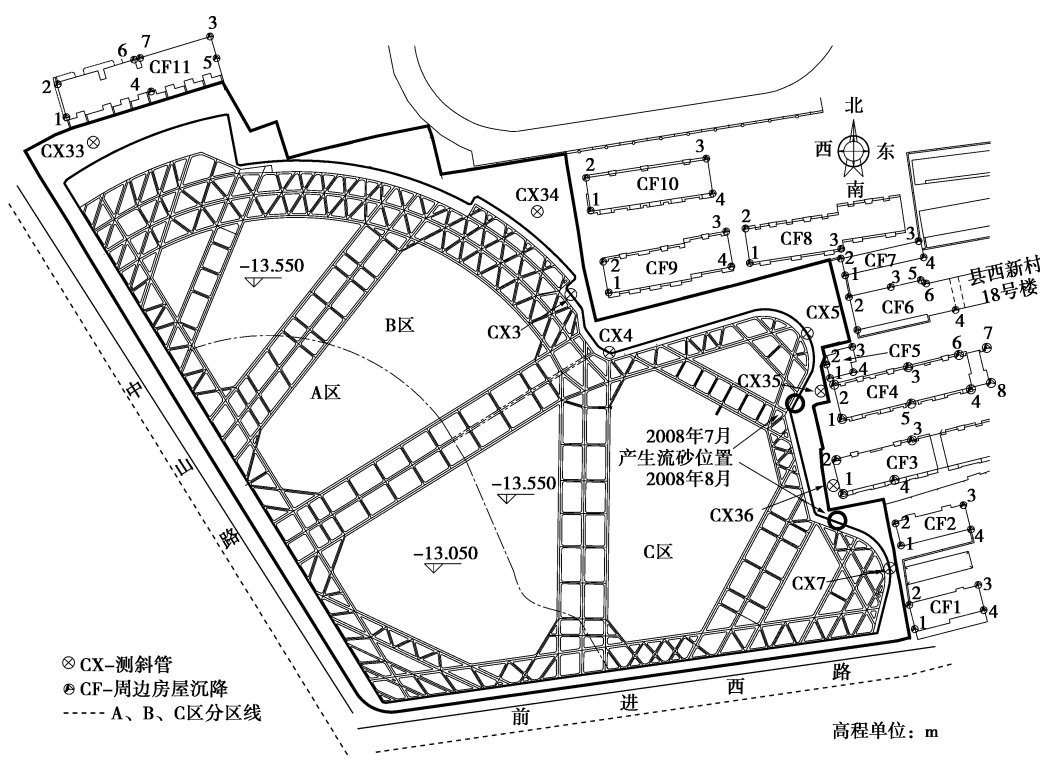 3
6 7
2 CF11 5
4
1
CX33
北
西 东
南
2 3
CF10
1 4
CX34
2 3
CF9
1 4
2
CF8
1 3
3
2 CF7
1 4
县西新村
18号楼
3 5
6
2 CF6
1 4
-13.550
B区
CX3
CX4
CX5
A区
CX35
3
2 CF5
1 4
6 7
3
2 CF4
1 5 4 8
2008年7月
产生流砂位置
2008年8月
-13.550
3
2 CF3
1 4
CX36
3
2 CF2
1 4
-13.050
C区
CX7
3
2 CF1
1 4
中
山
路
前 进 西 路
CX-测斜管
CF-周边房屋沉降
A、B、C区分区线
高程单位：m